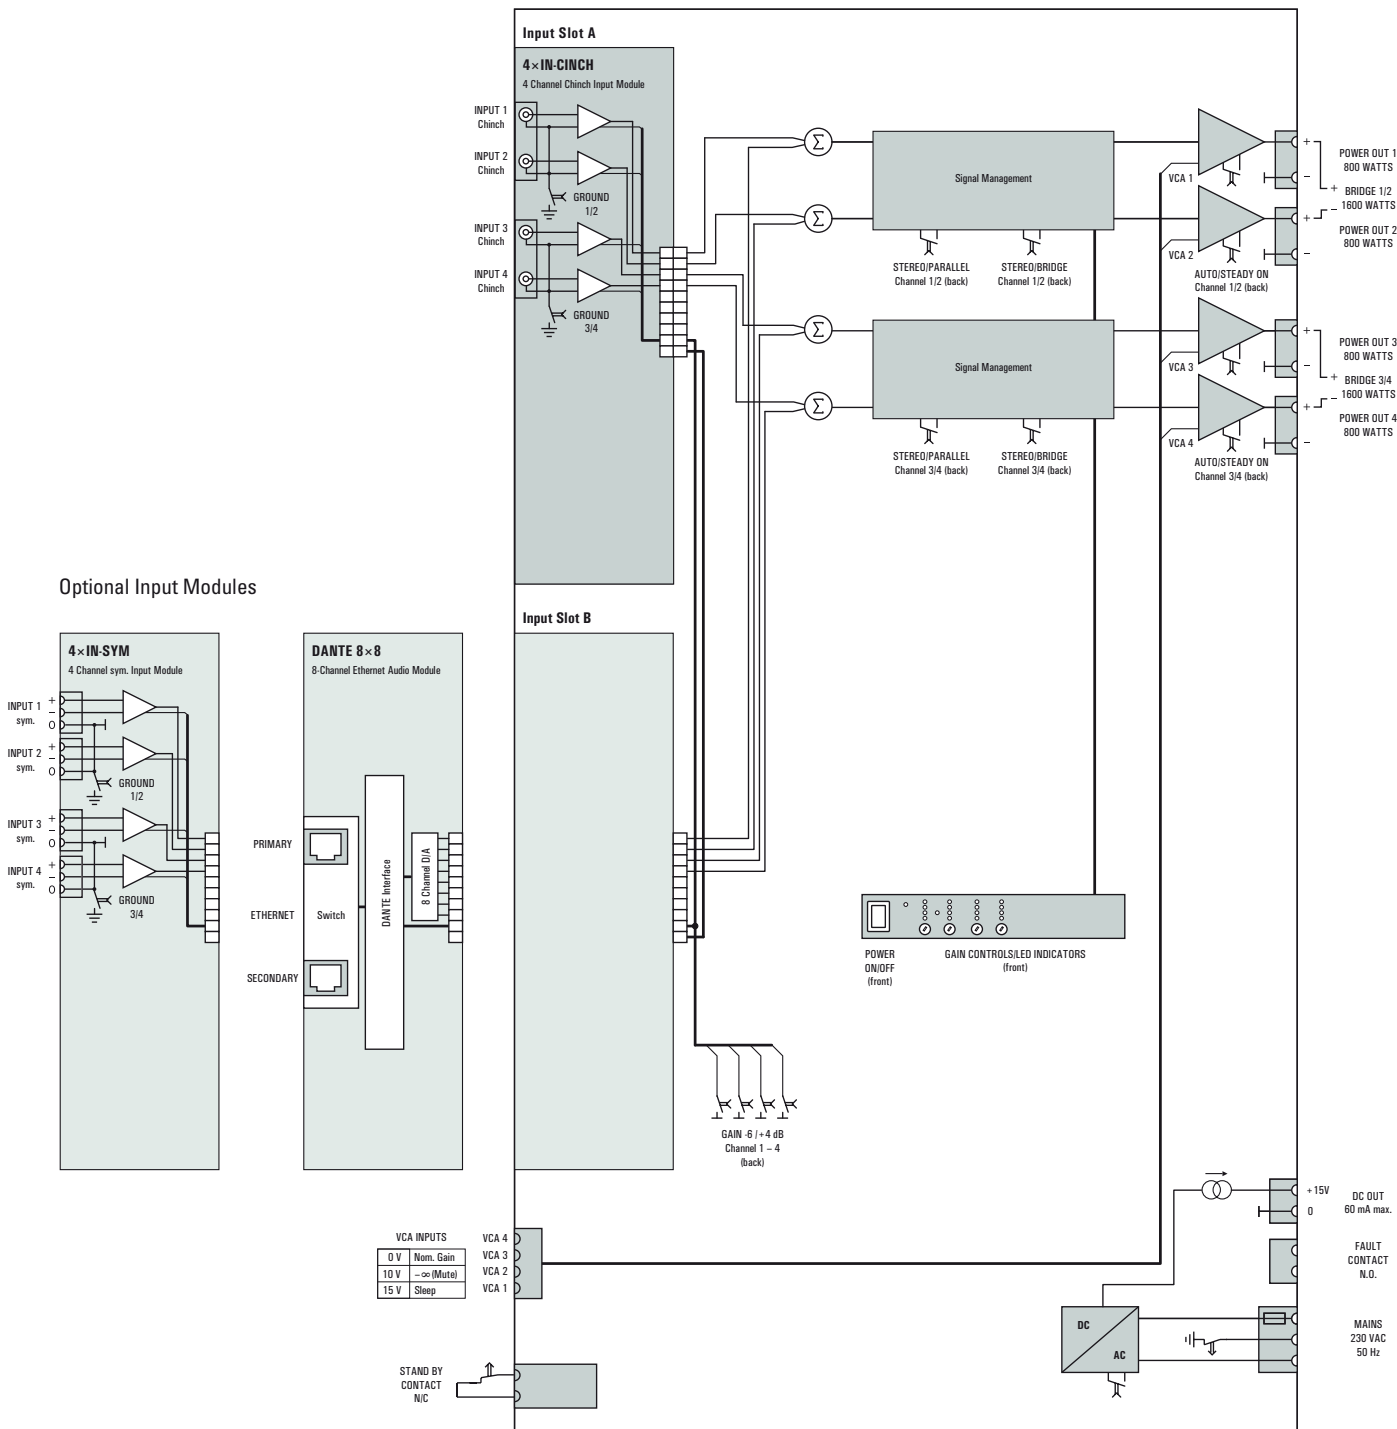 Input Slot A
4×IN-CINCH
4 Channel Chinch Input Module
INPUT 1
Chinch
INPUT 2
Chinch
GROUND
1/2
INPUT 3
Chinch
INPUT 4
Chinch
GROUND
3/4
Σ
Σ
Σ
Σ
Signal Management
STEREO/PARALLEL
Channel 1/2 (back)
STEREO/BRIDGE
Channel 1/2 (back)
Signal Management
STEREO/PARALLEL
Channel 3/4 (back)
STEREO/BRIDGE
Channel 3/4 (back)
VCA 1
VCA 2
AUTO/STEADY ON
Channel 1/2 (back)
VCA 3
VCA 4
AUTO/STEADY ON
Channel 3/4 (back)
+
−
+
−
POWER OUT 1
800 WATTS
+ BRIDGE 1/2
− 1600 WATTS
POWER OUT 2
800 WATTS
+
−
+
−
POWER OUT 3
800 WATTS
+ BRIDGE 3/4
− 1600 WATTS
POWER OUT 4
800 WATTS
Optional Input Modules
4×IN-SYM
4 Channel sym. Input Module
INPUT 1 +
−
sym. 0
INPUT 2 +
−
sym. 0
GROUND
1/2
INPUT 3 +
−
sym. 0
INPUT 4 +
−
sym. 0
GROUND
3/4
DANTE 8×8
8-Channel Ethernet Audio Module
PRIMARY
ETHERNET
SECONDARY
Switch
DANTE Interface
8 Channel D/A
Input Slot B
POWER
ON/OFF
(front)
GAIN CONTROLS/LED INDICATORS
(front)
GAIN -6 / +4 dB
Channel 1 – 4
(back)
VCA INPUTS
0 V Nom. Gain
10 V −∞ (Mute)
15 V Sleep
VCA 4
VCA 3
VCA 2
VCA 1
STAND BY
CONTACT
N/C
+15V
0
DC OUT
60 mA max.
FAULT
CONTACT
N.O.
DC
AC
MAINS
230 VAC
50 Hz